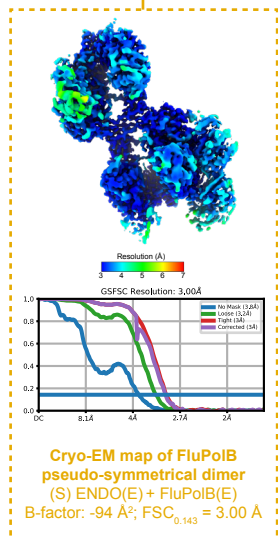 Resolution (Å)
3 4 5 6 7
GSFSC Resolution: 3,00Å
1.0
0.8
0.6
0.4
0.2
0.0
No Mask (3,8Å)
Loose (3,2Å)
Tight (3Å)
Corrected (3Å)
DC 8.1Å 4Å 2.7Å 2Å
Cryo-EM map of FluPolB
pseudo-symmetrical dimer
(S) ENDO(E) + FluPolB(E)
B-factor: -94 Å²; FSC0.143 = 3.00 Å